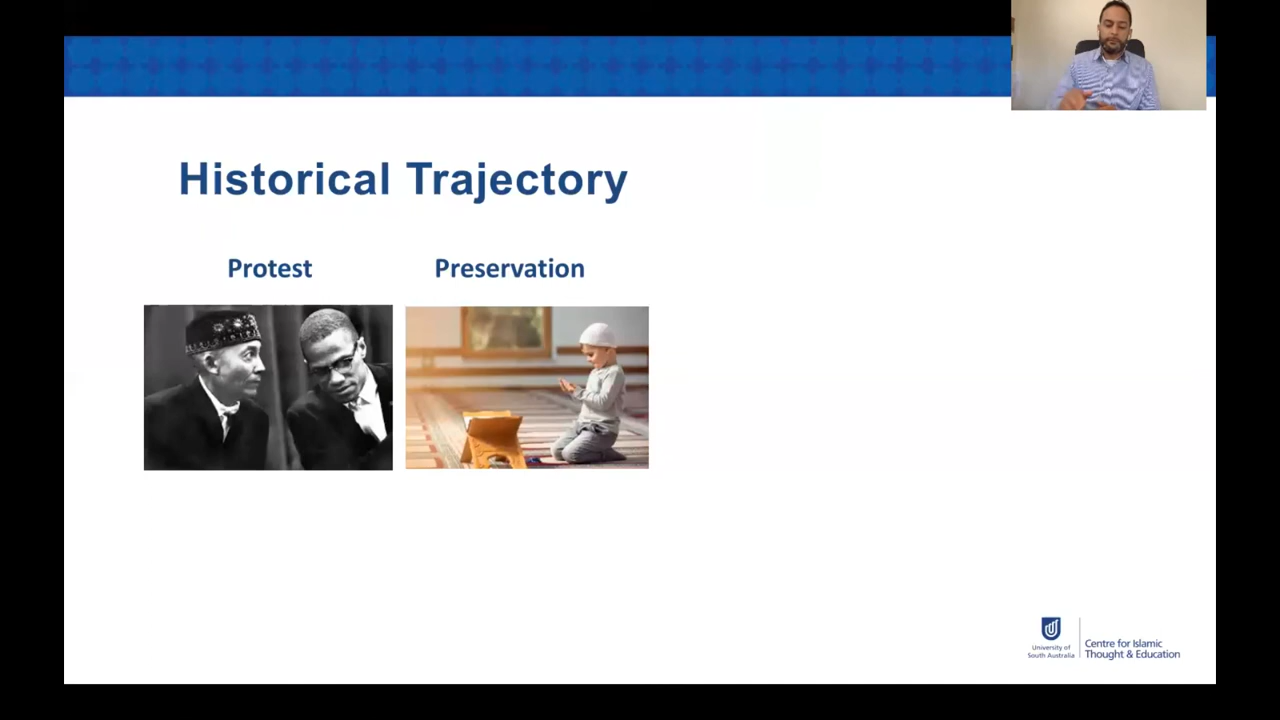 Historical Trajectory
Protest
Preservation
University of
South Australia
Centre for Islamic
Thought & Education